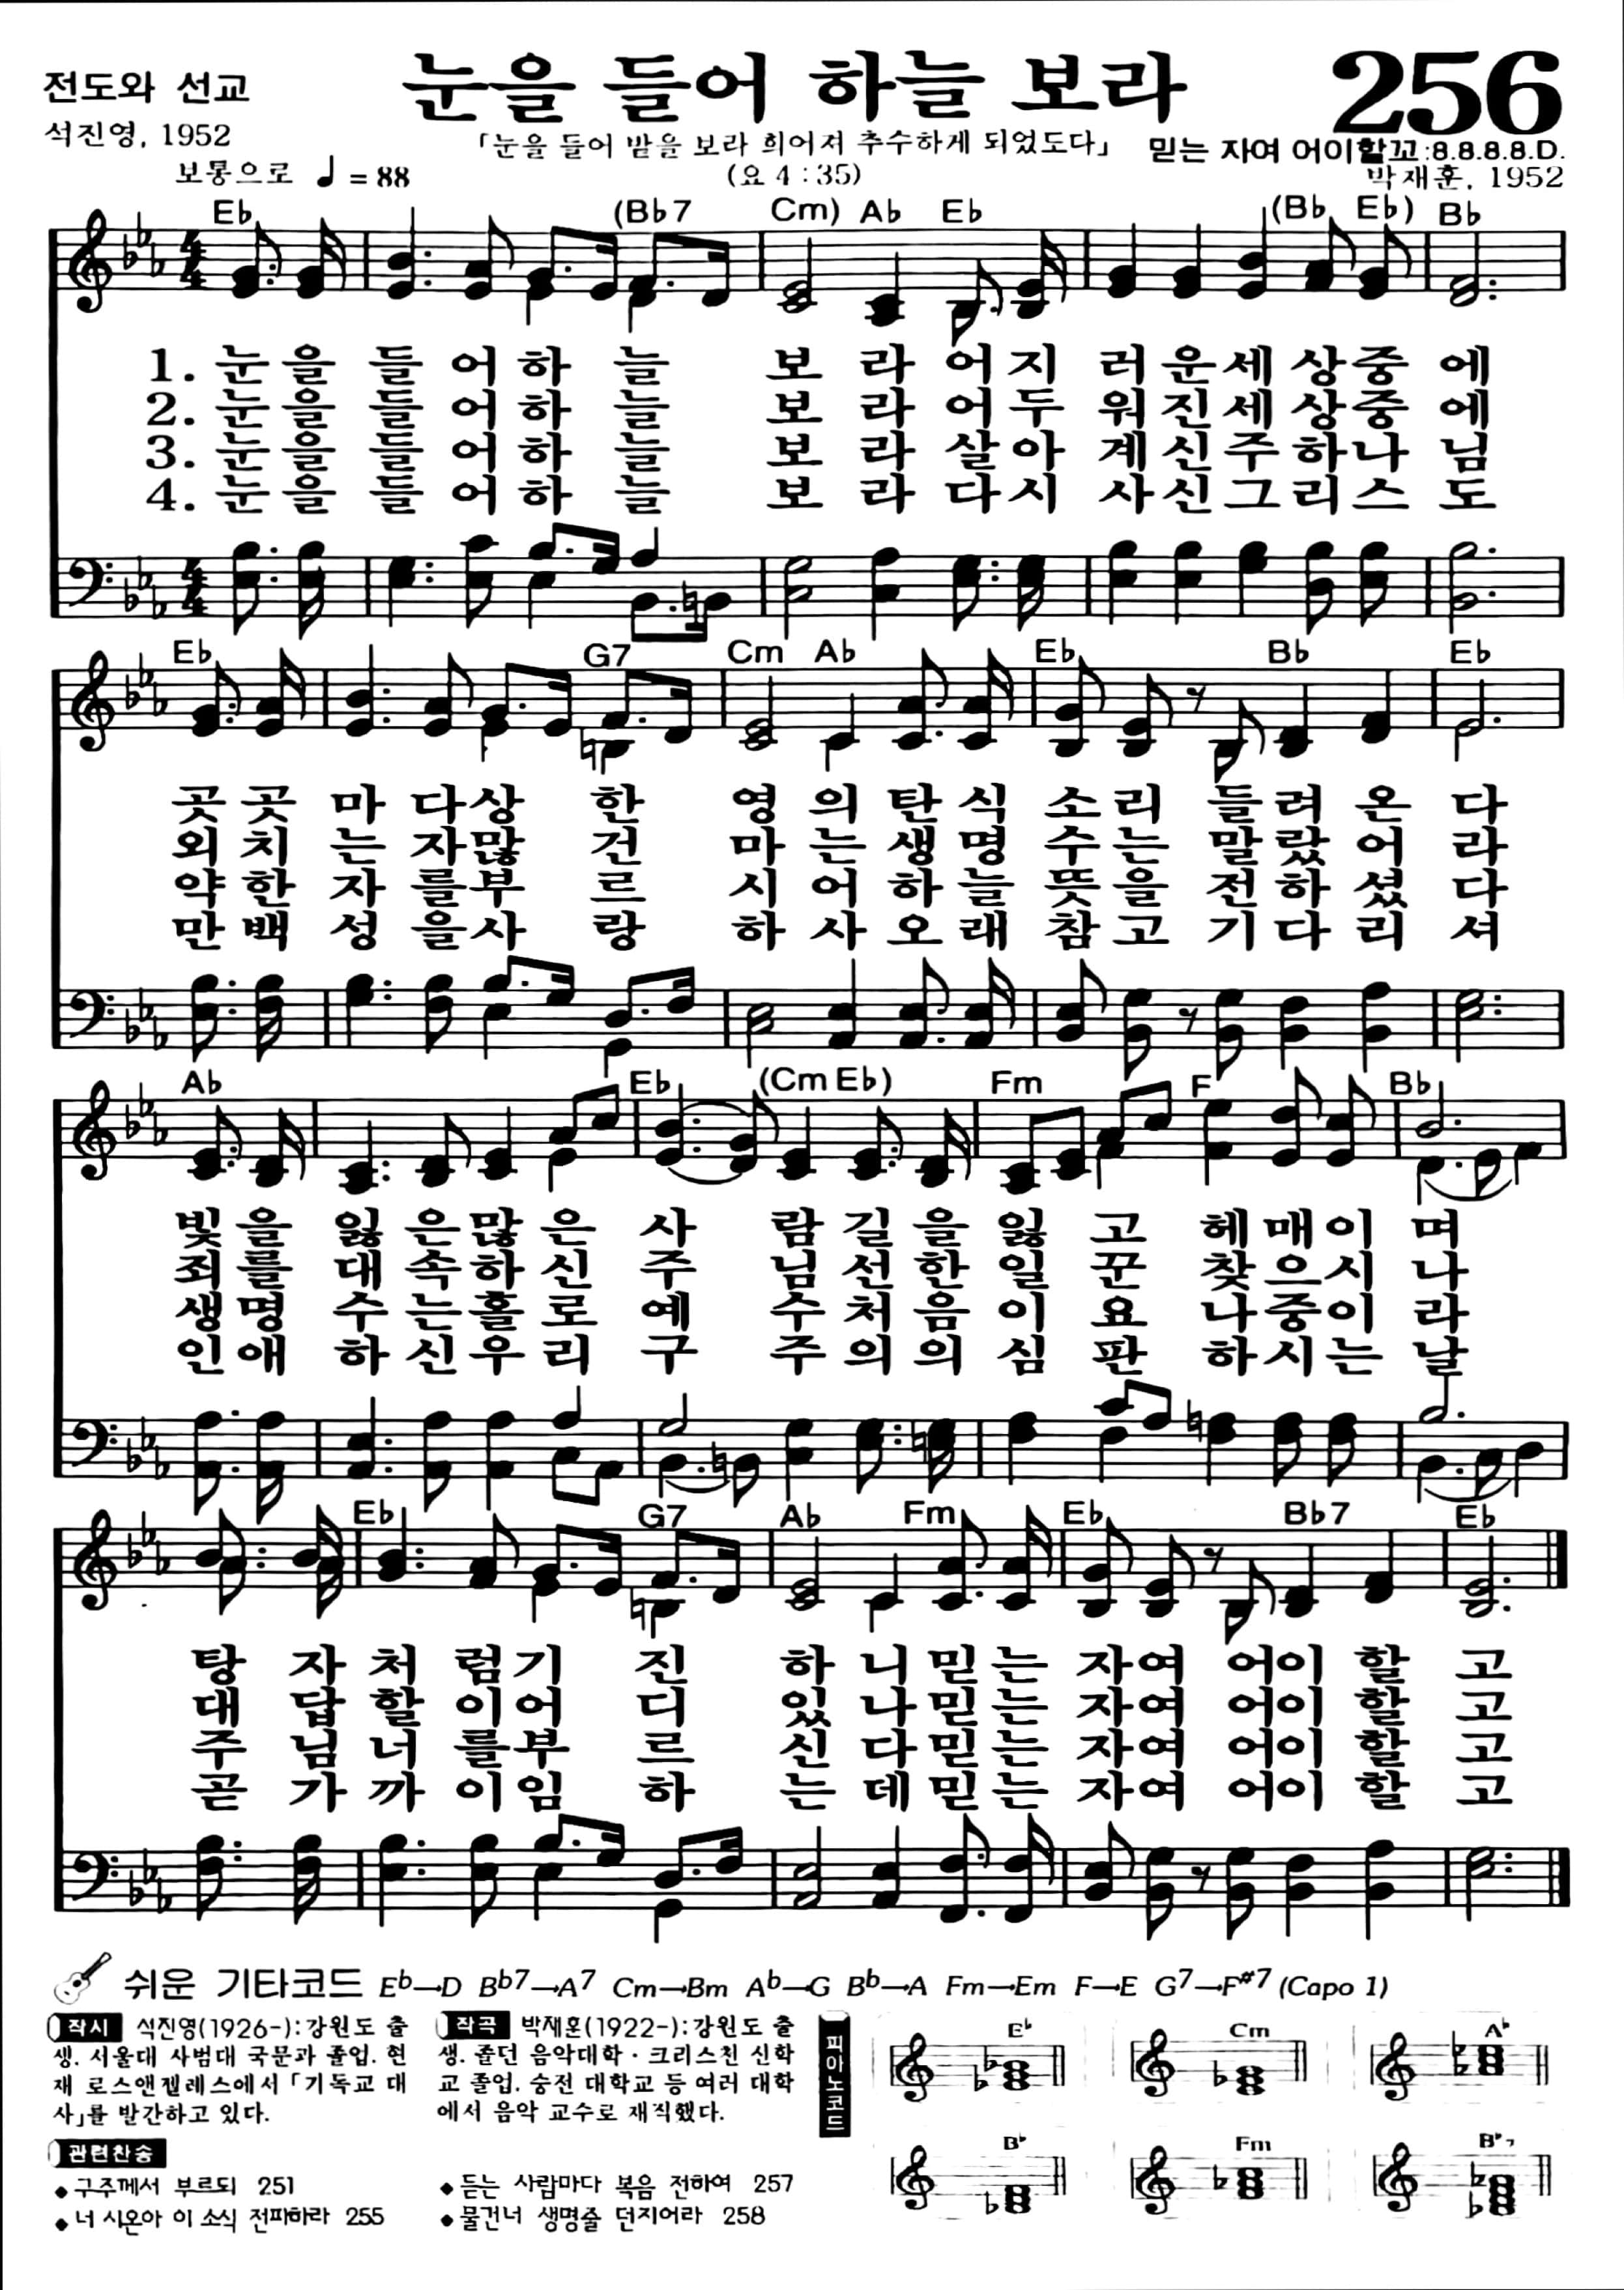 전도와 선교
눈을 들어 하늘 보라
256
석진영, 1952
「눈을 들어 밭을 보라 희어져 추수하게 되었도다」
믿는 자여 어이할꼬:8.8.8.8.D.
보통으로 ♩ = 88
(요 4 : 35)
박재훈, 1952
E♭ (B♭7 Cm) A♭ E♭ (B♭ E♭) B♭
1. 눈을 들어하늘 보라어지러운세상중에
2. 눈을 들어하늘 보라어두워진세상중에
3. 눈을 들어하늘 보라살아계신주하나님
4. 눈을 들어하늘 보라다시사신그리스도
E♭ G7 Cm A♭ E♭ B♭ E♭
곳곳마다상한 영의탄식소리 들려온다
외치는자많건 마는생명수는 말랐어라
약한자를부르 시어하늘뜻을 전하셨다
만백성을사랑 하사오래참고 기다리셔
A♭ E♭ (Cm E♭) Fm F B♭
빛을잃은많은사 람길을잃고 헤매이며
죄를대속하신주 님선한일꾼 찾으시나
생명수는홀로예 수처음이요 나중이라
인애하신우리구 주의의심판 하시는날
E♭ G7 A♭ Fm E♭ B♭7 E♭
탕자처럼기진 하니믿는자여 어이할고
대답할이어디 있나믿는자여 어이할고
주님너를부르 신다믿는자여 어이할고
곧가까이임하 는데믿는자여 어이할고
쉬운 기타코드 E♭→D B♭7→A7 Cm→Bm A♭→G B♭→A Fm→Em F→E G7→F#7 (Capo 1)
작시 석진영(1926-):강원도 출
생. 서울대 사범대 국문과 졸업. 현
재 로스앤젤레스에서 「기독교 대
사」를 발간하고 있다.
작곡 박재훈(1922-):강원도 출
생. 졸던 음악대학·크리스친 신학
교 졸업. 숭전 대학교 등 여러 대학
에서 음악 교수로 재직했다.
피아노코드
E♭ Cm A♭
B♭ Fm B♭7
관련찬송
◆구주께서 부르되 251
◆너 시온아 이 소식 전파하라 255
◆듣는 사람마다 복음 전하여 257
◆물건너 생명줄 던지어라 258